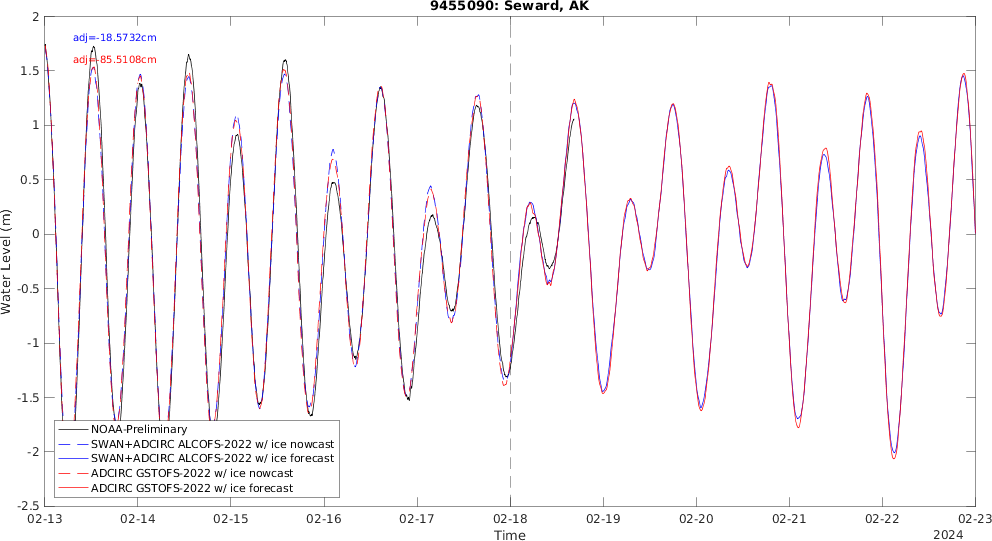 9455090: Seward, AK
adj=-18.5732cm
adj=-85.5108cm
Water Level (m)
2
1.5
1
0.5
0
-0.5
-1
-1.5
-2
-2.5
NOAA-Preliminary
SWAN+ADCIRC ALCOFS-2022 w/ ice nowcast
SWAN+ADCIRC ALCOFS-2022 w/ ice forecast
ADCIRC GSTOFS-2022 w/ ice nowcast
ADCIRC GSTOFS-2022 w/ ice forecast
02-13 02-14 02-15 02-16 02-17 02-18 02-19 02-20 02-21 02-22 02-23
Time
2024